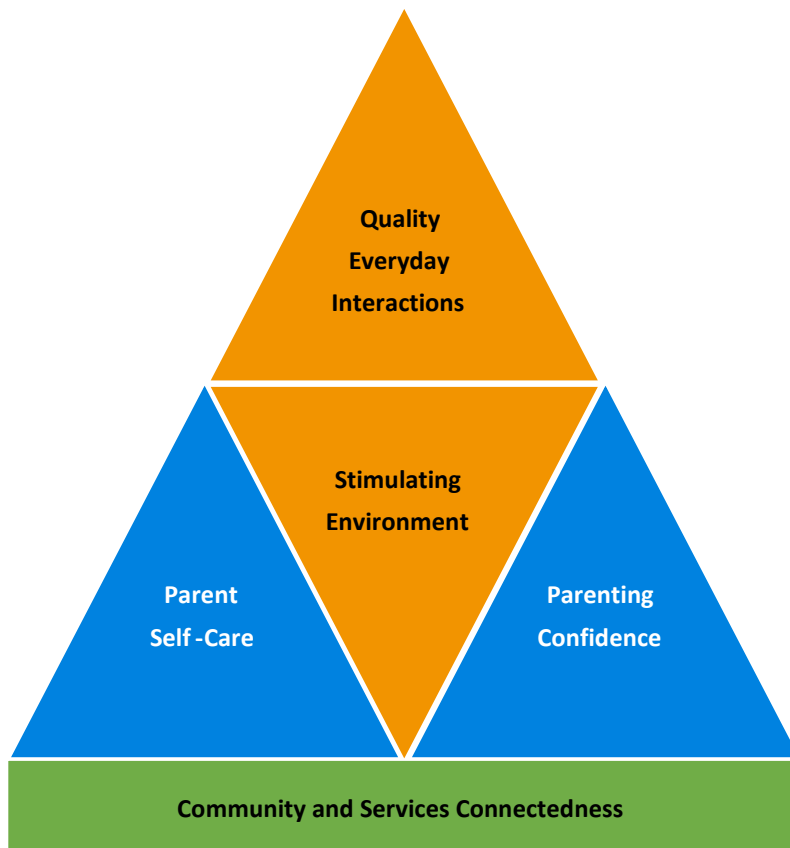 Quality
Everyday
Interactions
Stimulating
Environment
Parent
Self -Care
Parenting
Confidence
Community and Services Connectedness